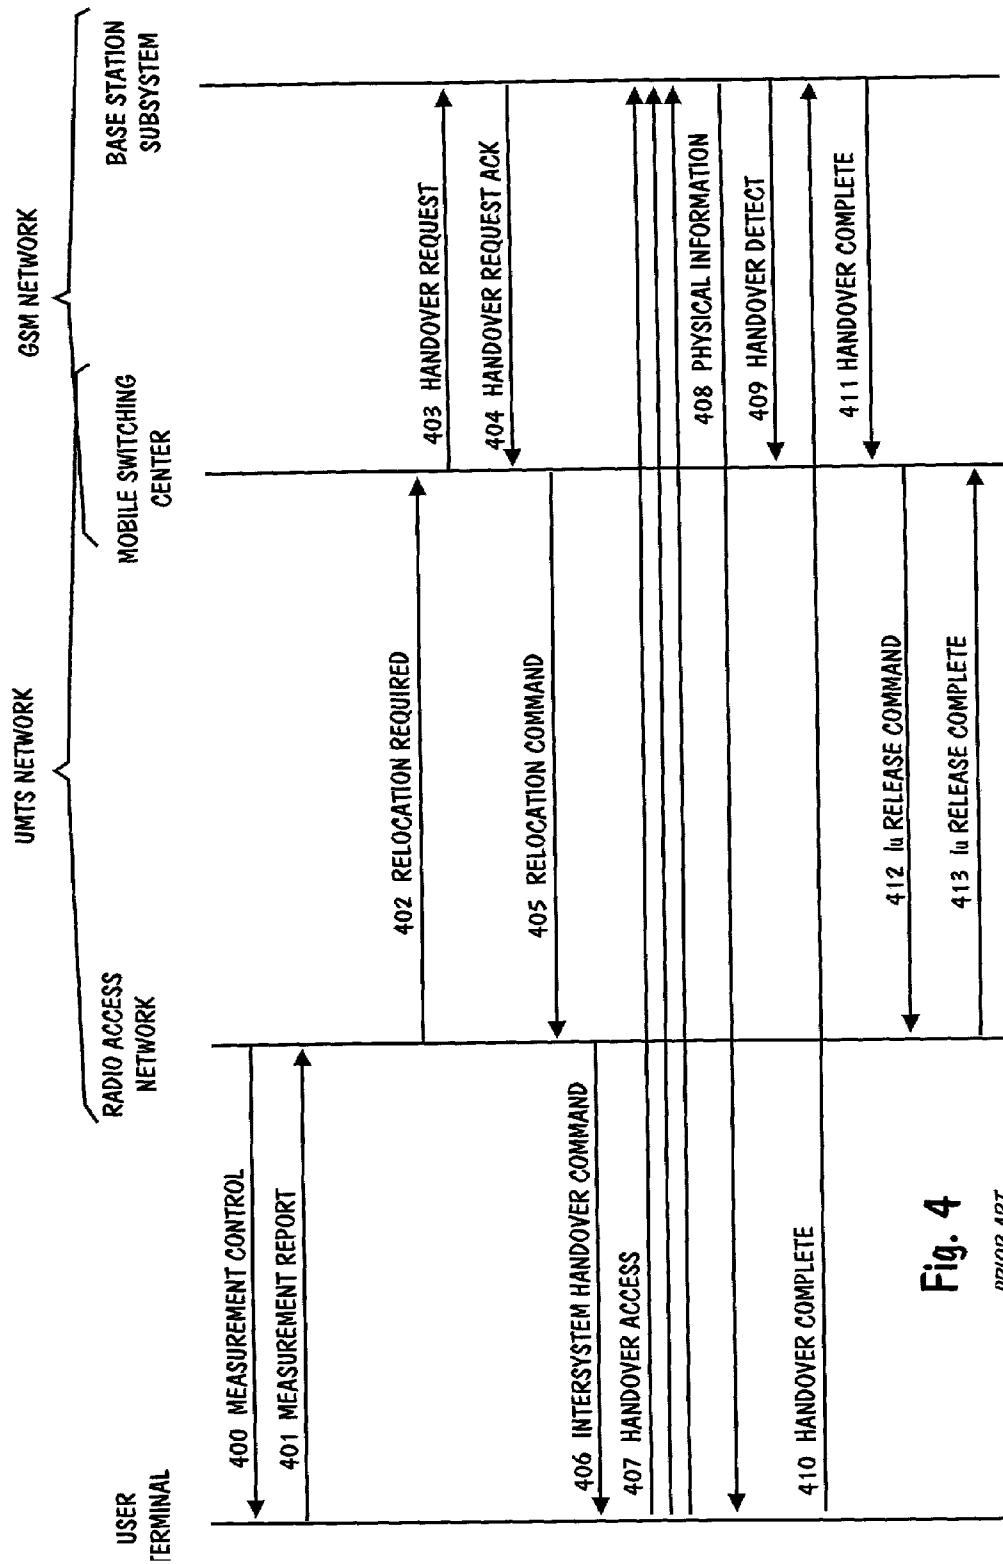 UMTS NETWORK
GSM NETWORK
USER
TERMINAL
RADIO ACCESS
NETWORK
MOBILE SWITCHING
CENTER
BASE STATION
SUBSYSTEM
400 MEASUREMENT CONTROL
401 MEASUREMENT REPORT
402 RELOCATION REQUIRED
403 HANDOVER REQUEST
404 HANDOVER REQUEST ACK
405 RELOCATION COMMAND
406 INTERSYSTEM HANDOVER COMMAND
407 HANDOVER ACCESS
408 PHYSICAL INFORMATION
409 HANDOVER DETECT
410 HANDOVER COMPLETE
411 HANDOVER COMPLETE
412 Iu RELEASE COMMAND
413 Iu RELEASE COMPLETE
Fig. 4
PRIOR ART